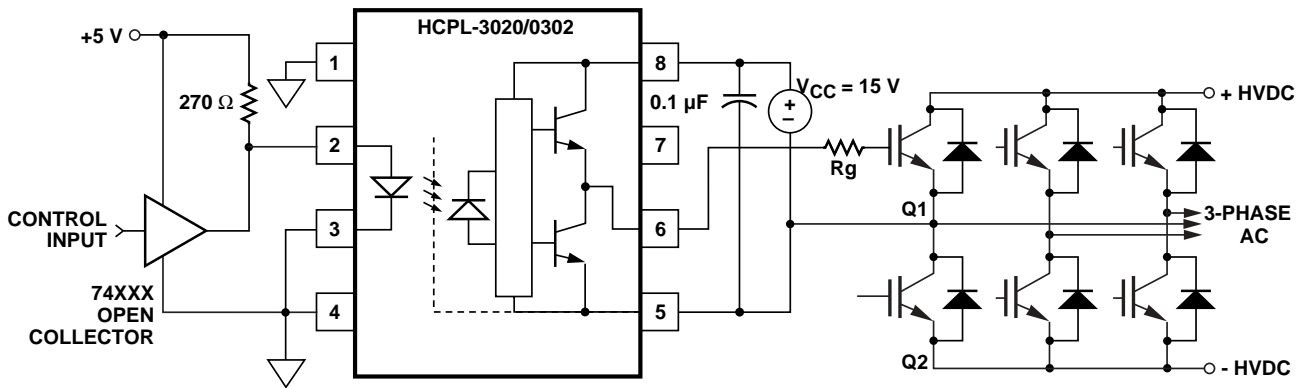 HCPL-3020/0302
+5 V
270 Ω
1
2
3
4
8
7
6
5
0.1 µF
+
–
VCC = 15 V
Rg
+ HVDC
Q1
3-PHASE
AC
CONTROL
INPUT
74XXX
OPEN
COLLECTOR
Q2
- HVDC